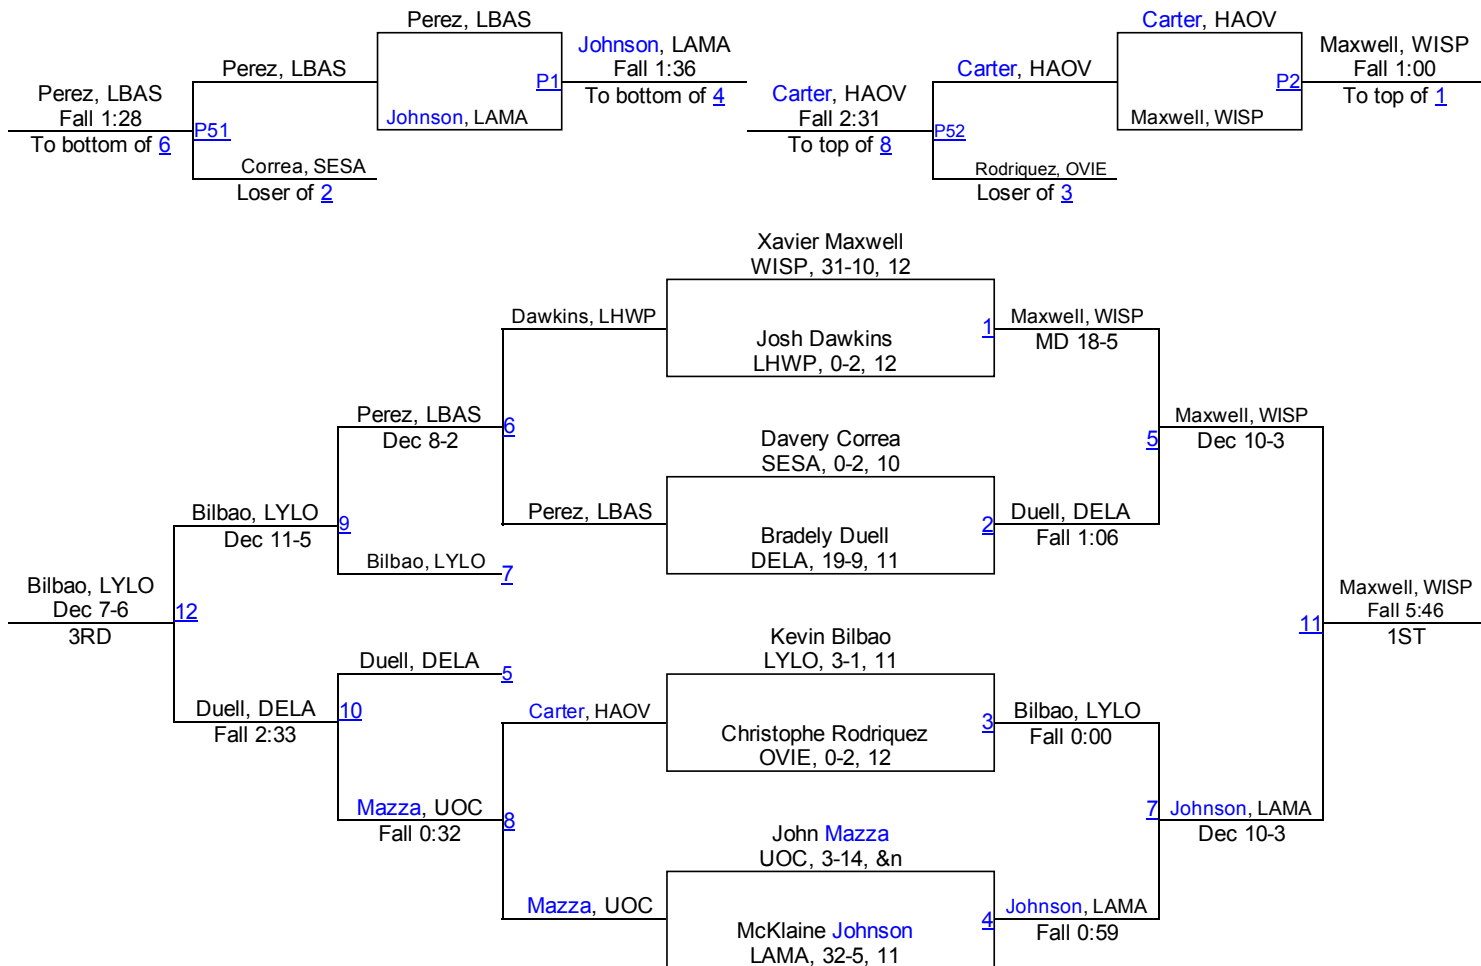 Perez, LBAS
Johnson, LAMA
P1
Johnson, LAMA
Fall 1:36
To bottom of 4
Perez, LBAS
Perez, LBAS
Fall 1:28
To bottom of 6
P51
Correa, SESA
Loser of 2
Carter, HAOV
Maxwell, WISP
P2
Maxwell, WISP
Fall 1:00
To top of 1
Carter, HAOV
Carter, HAOV
Fall 2:31
To top of 8
P52
Rodriquez, OVIE
Loser of 3
Xavier Maxwell
WISP, 31-10, 12
Dawkins, LHWP
Josh Dawkins
LHWP, 0-2, 12
1
Maxwell, WISP
MD 18-5
Perez, LBAS
Dec 8-2
6
Davery Correa
SESA, 0-2, 10
5
Maxwell, WISP
Dec 10-3
Bilbao, LYLO
Dec 11-5
9
Perez, LBAS
Bradely Duell
DELA, 19-9, 11
2
Duell, DELA
Fall 1:06
Bilbao, LYLO
7
Bilbao, LYLO
Dec 7-6
3RD
12
Kevin Bilbao
LYLO, 3-1, 11
11
Maxwell, WISP
Fall 5:46
1ST
Duell, DELA
5
Duell, DELA
Fall 2:33
10
Carter, HAOV
Christophe Rodriquez
OVIE, 0-2, 12
3
Bilbao, LYLO
Fall 0:00
Mazza, UOC
Fall 0:32
8
John Mazza
UOC, 3-14, &n
7
Johnson, LAMA
Dec 10-3
Mazza, UOC
McKlaine Johnson
LAMA, 32-5, 11
4
Johnson, LAMA
Fall 0:59